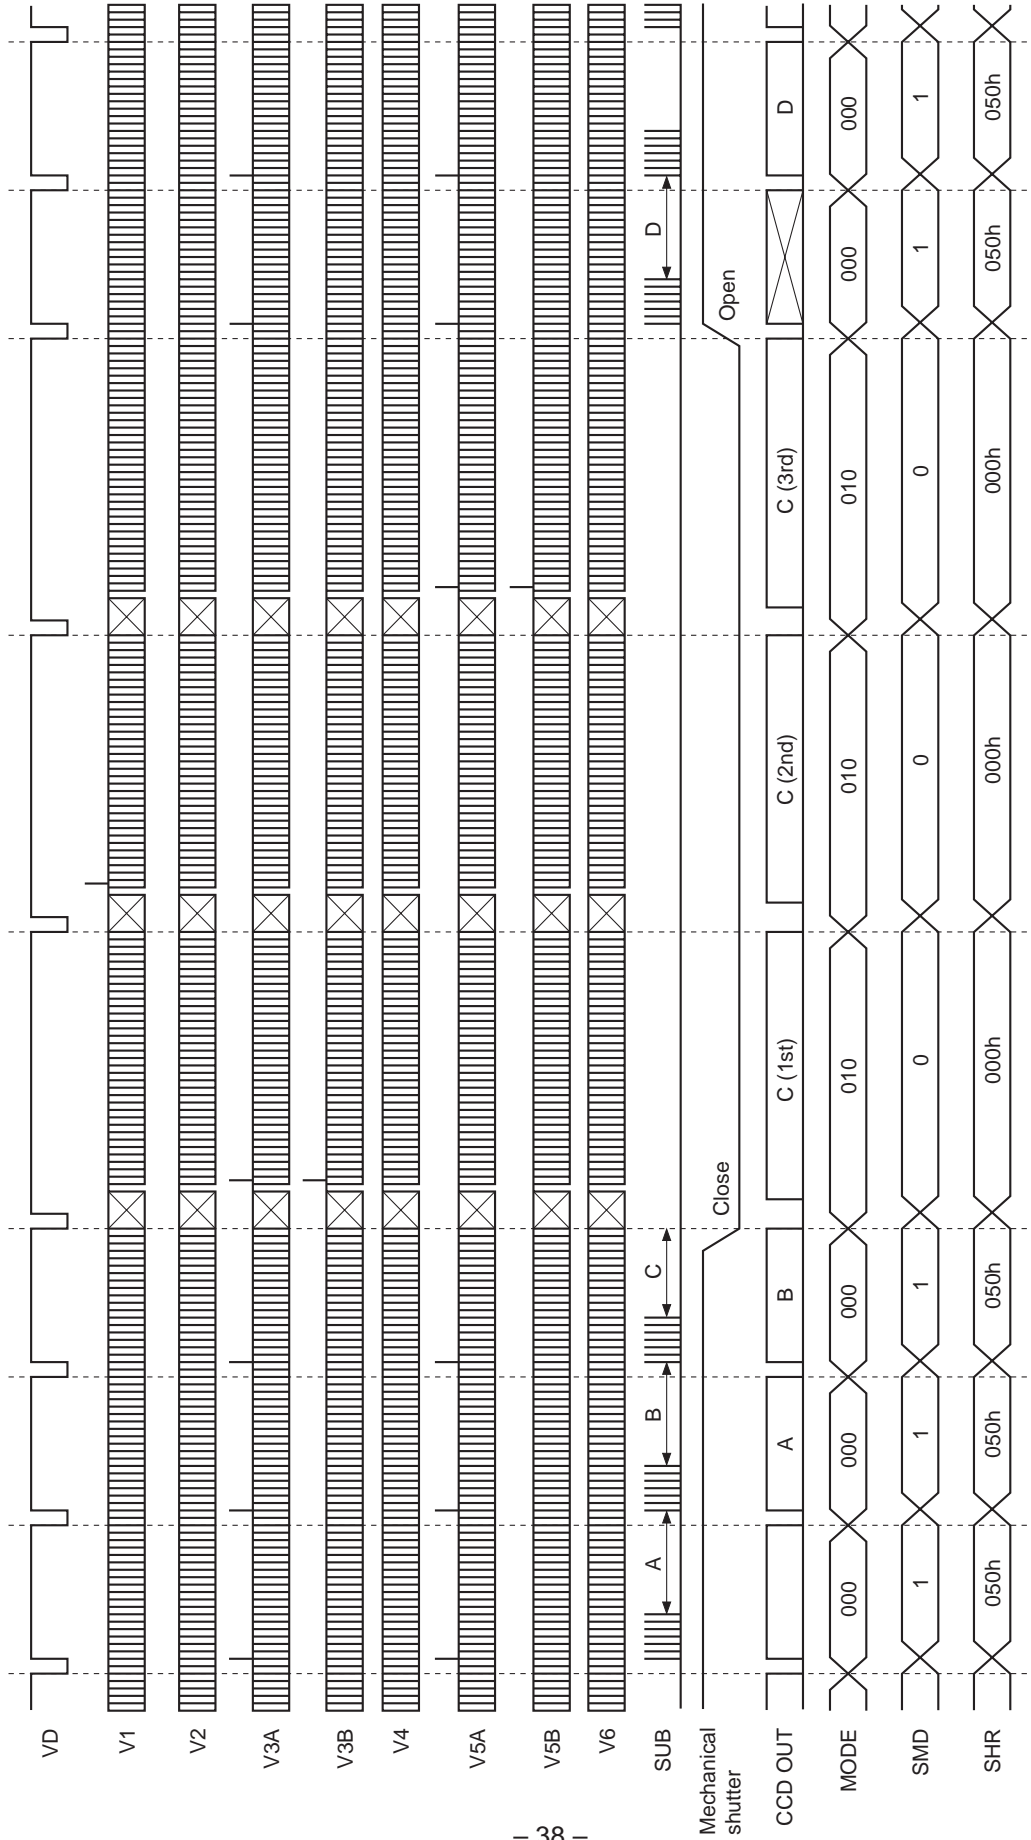 VD
V1
V2
V3A
V3B
V4
V5A
V5B
V6
SUB A B C D
Mechanical
shutter
Close Open
CCD OUT A B C (1st) C (2nd) C (3rd) D
MODE 000 000 000 010 010 010 000 000
SMD 1 1 1 0 0 0 1 1
SHR 050h 050h 050h 000h 000h 000h 050h 050h
– 38 –